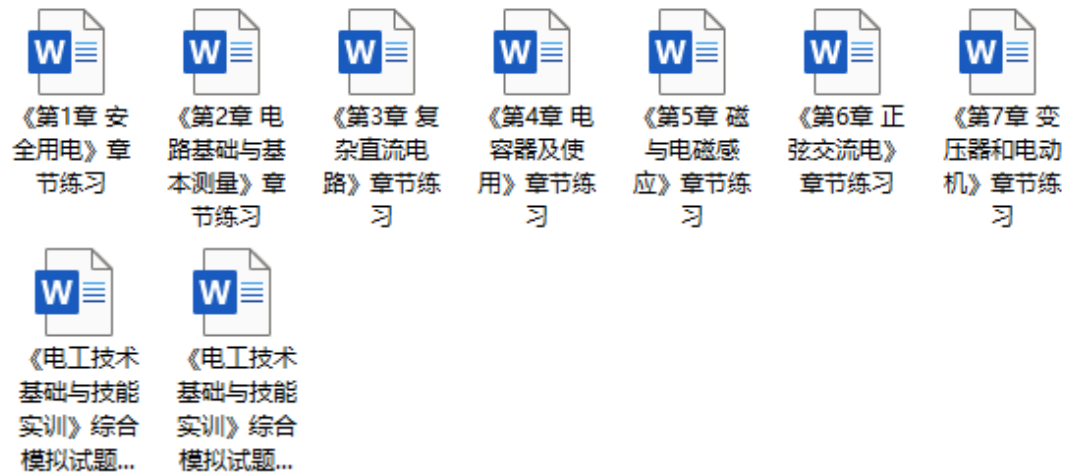 W
W
W
W
W
W
W
《第1章 安
全用电》章
节练习
《第2章 电
路基础与基
本测量》章
节练习
《第3章 复
杂直流电
路》章节练
习
《第4章 电
容器及使
用》章节练
习
《第5章 磁
与电磁感
应》章节练
习
《第6章 正
弦交流电》
章节练习
《第7章 变
压器和电动
机》章节练
习
W
W
《电工技术
基础与技能
实训》综合
模拟试题...
《电工技术
基础与技能
实训》综合
模拟试题...